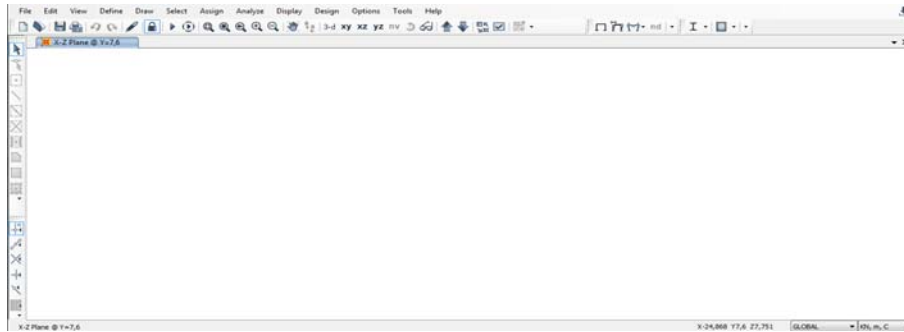 File Edit View Define Draw Select Assign Analyze Display Design Options Tools Help
3-d xy xz yz nv nd
X-Z Plane @ Y=7,6
X-Z Plane @ Y=7,6 X-24,868 Y7,6 Z7,751 GLOBAL KN, m, C